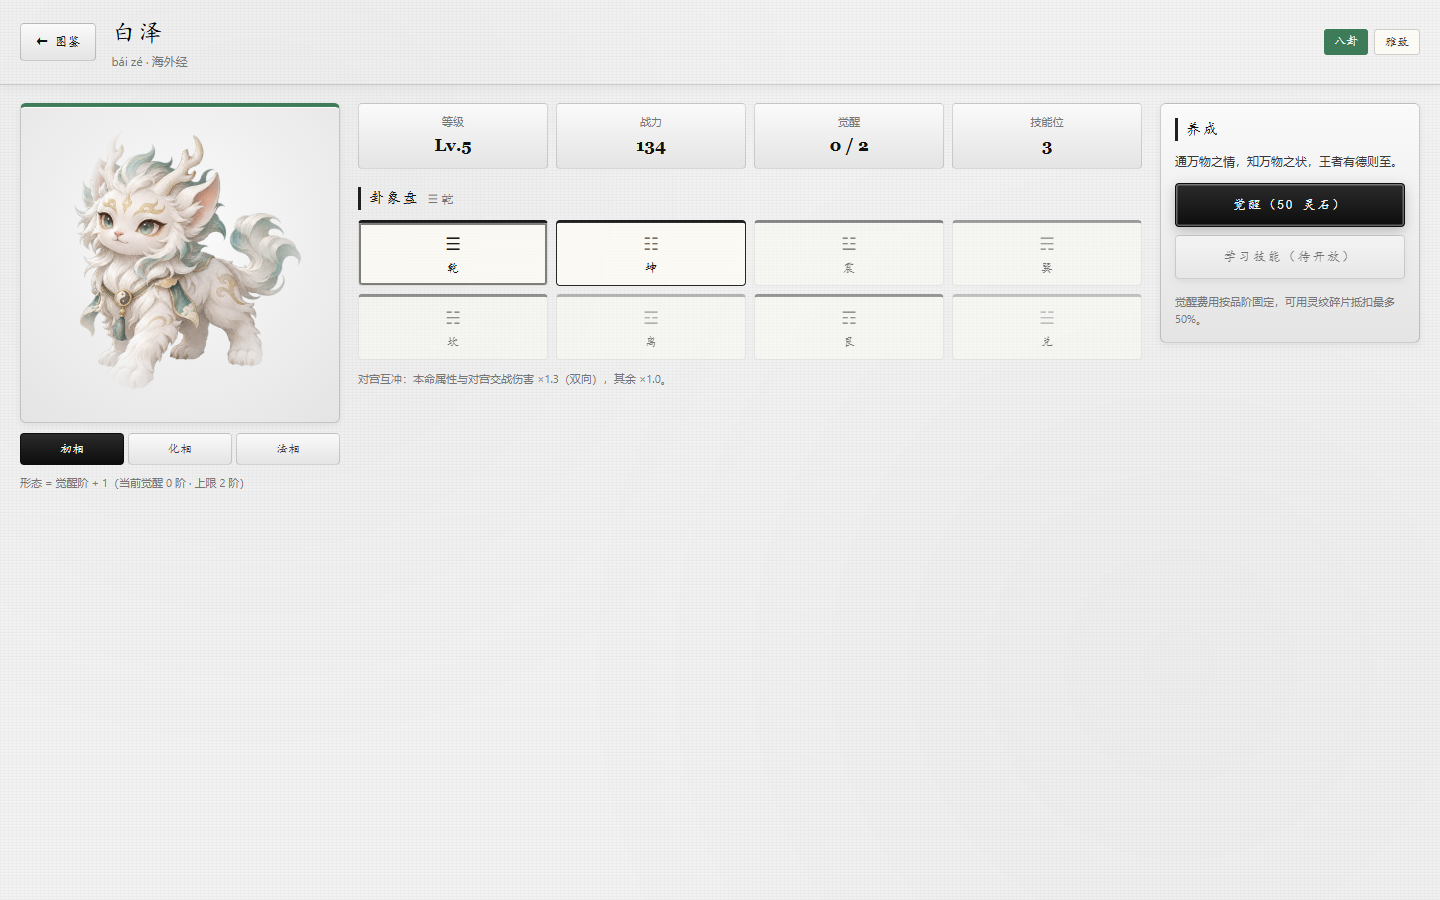 ← 图鉴
白泽
bái zé · 海外经
八卦
雅致
等级
Lv.5
战力
134
觉醒
0 / 2
技能位
3
卦象盘 ☰ 乾
☰
乾
☷
坤
☳
震
☴
巽
☵
坎
☲
离
☶
艮
☱
兑
对宫互冲：本命属性与对宫交战伤害 ×1.3（双向），其余 ×1.0。
养成
通万物之情，知万物之状，王者有德则至。
觉醒（50 灵石）
学习技能（待开放）
觉醒费用按品阶固定，可用灵纹碎片抵扣最多
50%。
初相
化相
法相
形态 = 觉醒阶 + 1（当前觉醒 0 阶 · 上限 2 阶）